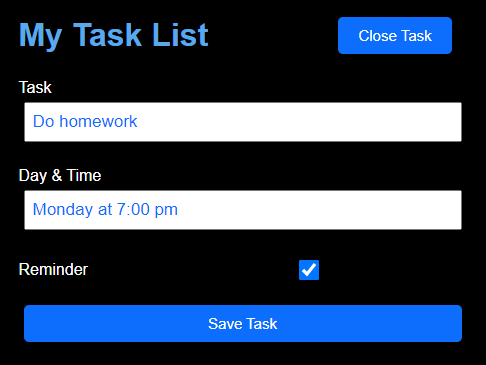 My Task List
Close Task
Task
Do homework
Day & Time
Monday at 7:00 pm
Reminder
Save Task